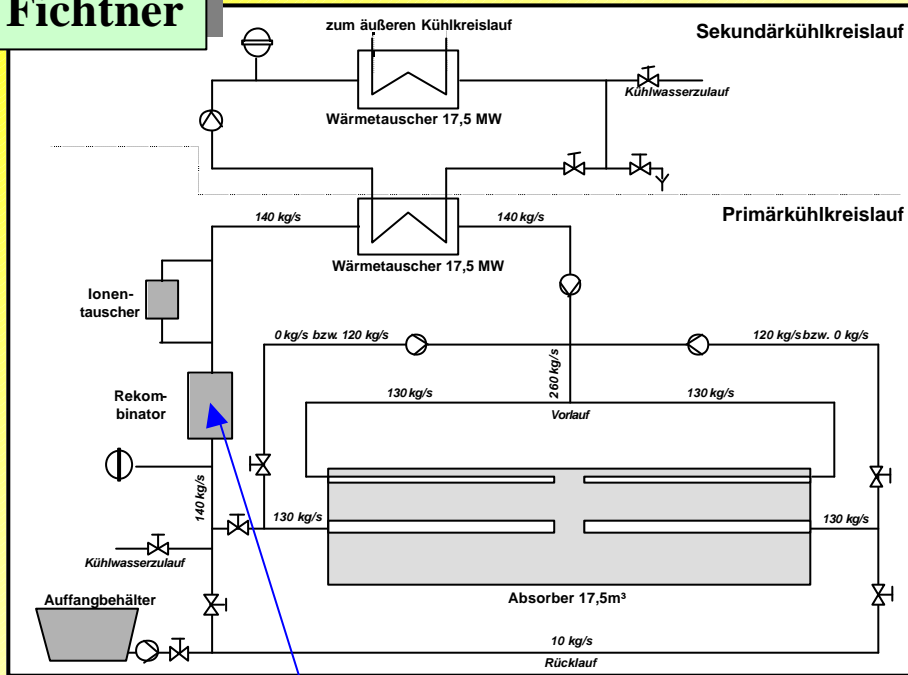 Fichtner
zum äußeren Kühlkreislauf
Sekundärkühlkreislauf
Kühlwasserzulauf
Wärmetauscher 17,5 MW
Primärkühlkreislauf
140 kg/s
140 kg/s
Wärmetauscher 17,5 MW
Ionen-
tauscher
0 kg/s bzw. 120 kg/s
120 kg/s bzw. 0 kg/s
260 kg/s
Rekom-
binator
130 kg/s
130 kg/s
Vorlauf
140 kg/s
130 kg/s
130 kg/s
Kühlwasserzulauf
Absorber 17,5m³
Auffangbehälter
10 kg/s
Rücklauf